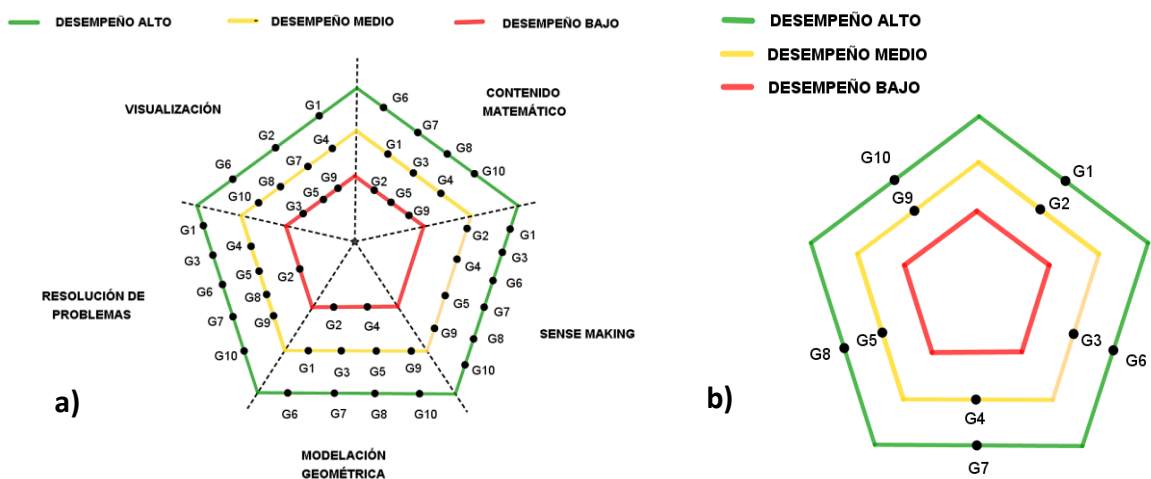 DESEMPEÑO ALTO
DESEMPEÑO MEDIO
DESEMPEÑO BAJO
VISUALIZACIÓN
CONTENIDO
MATEMÁTICO
G1
G2
G6
G6
G7
G8
G10
G4
G7
G8
G10
G1
G3
G4
G9
G5
G3
G2
G5
G9
G1
G3
G6
G7
G10
G4
G5
G8
G9
G2
G2
G4
G5
G9
G1
G3
G6
G7
G8
G10
G2
G4
G1
G3
G5
G9
G6
G7
G8
G10
RESOLUCIÓN DE
PROBLEMAS
SENSE MAKING
MODELACIÓN
GEOMÉTRICA
a)
DESEMPEÑO ALTO
DESEMPEÑO MEDIO
DESEMPEÑO BAJO
G10
G1
G9
G2
G5
G3
G8
G6
G4
G7
b)